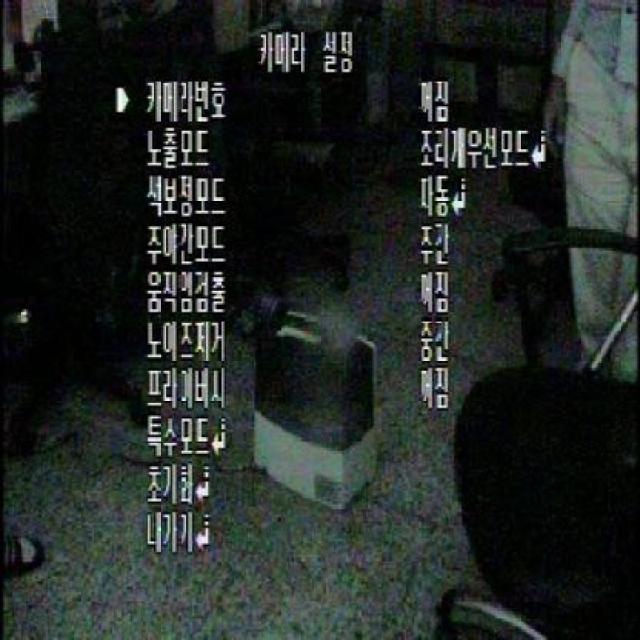 카메라 설정
카메라번호 꺼짐
노출모드 조리개우선모드↲
색보정모드 자동↲
주야간모드 주간
움직임검출 꺼짐
노이즈제거 중간
프라이버시 꺼짐
특수모드↲
초기화↲
나가기↲